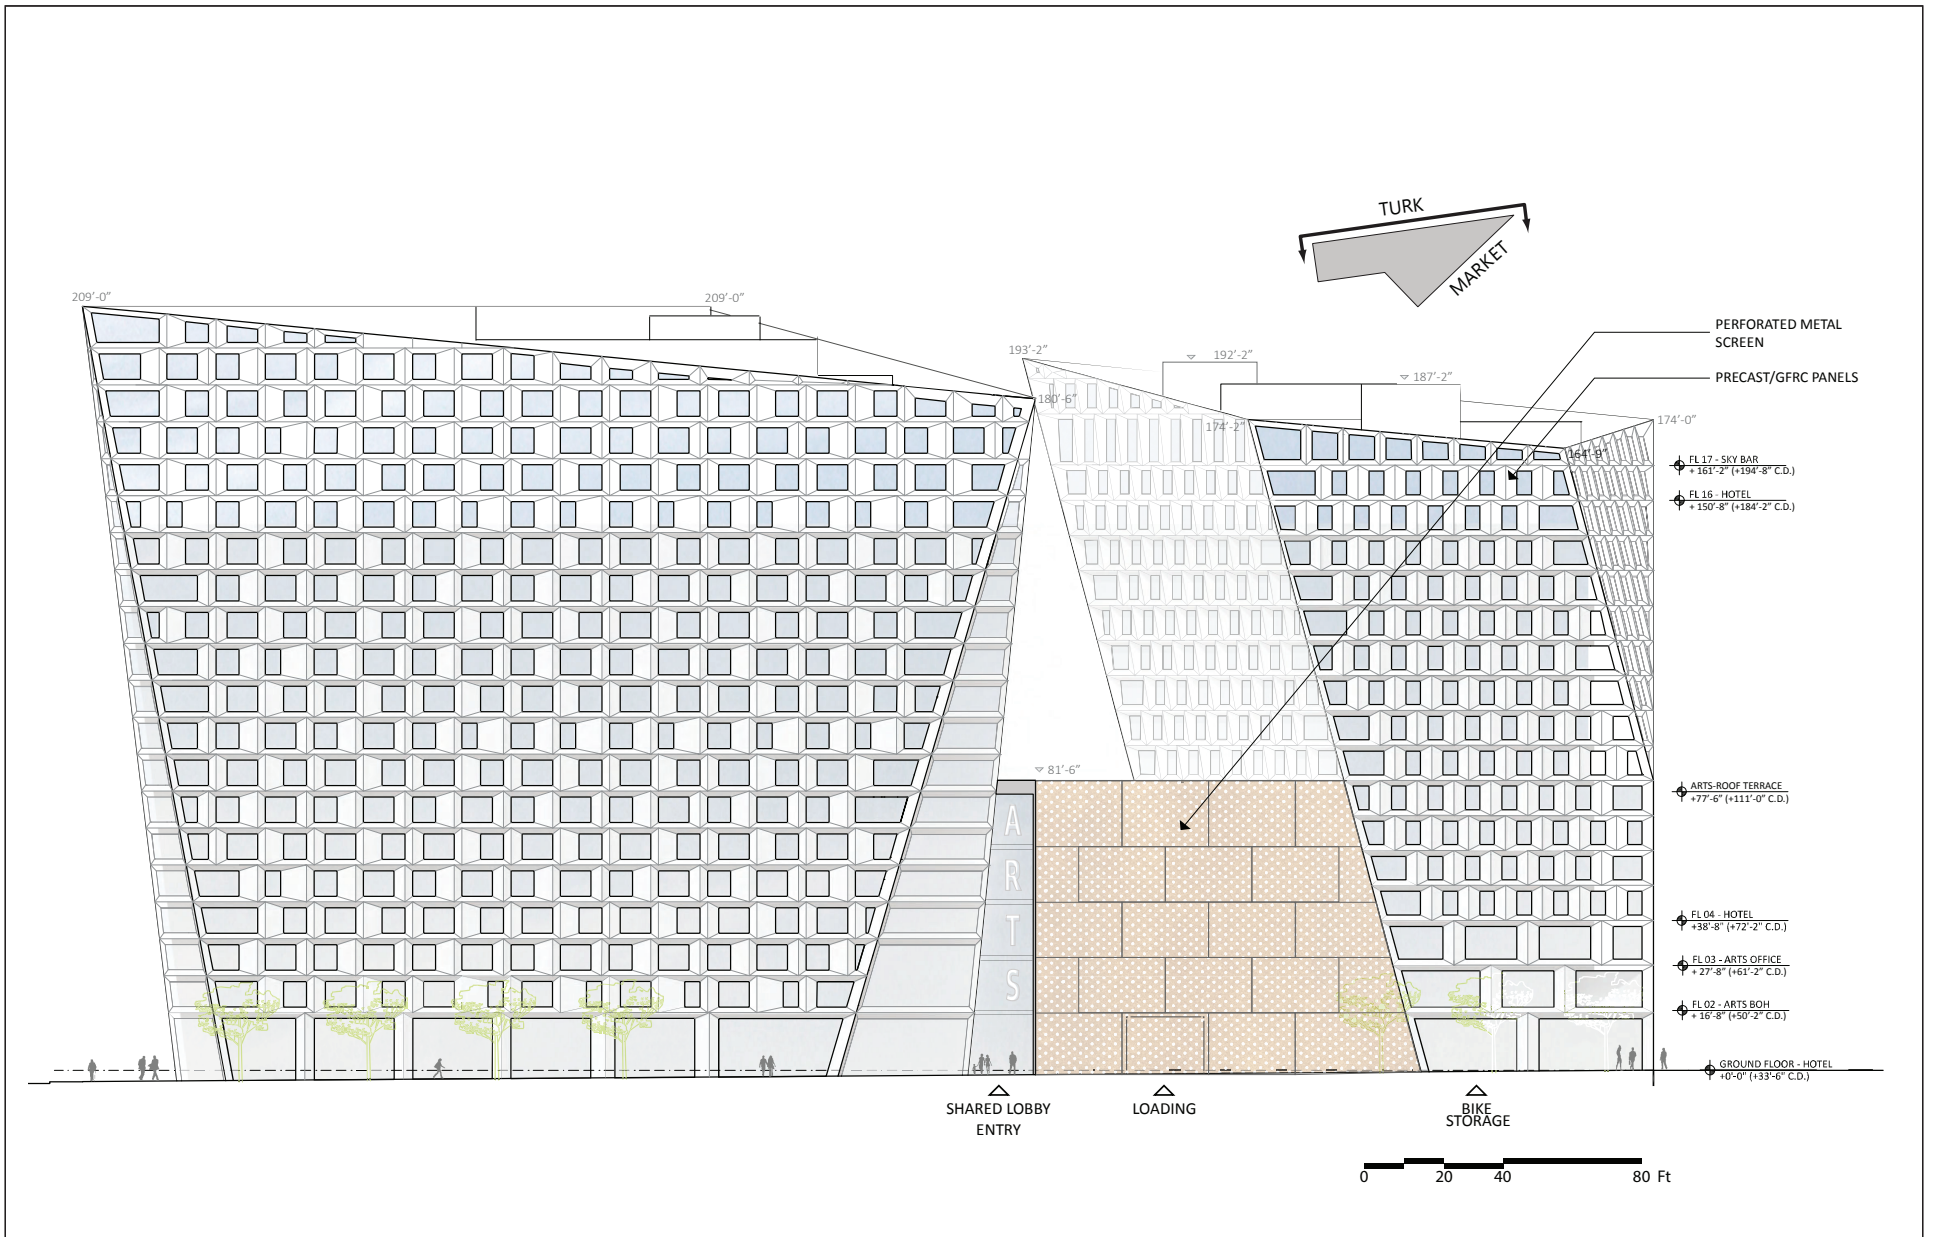 TURK
MARKET
209'-0"
209'-0"
193'-2"
192'-2"
187'-2"
180'-6"
174'-2"
174'-0"
164'-9"
81'-6"
PERFORATED METAL
SCREEN
PRECAST/GFRC PANELS
FL 17 - SKY BAR
+ 161'-2" (+194'-8" C.D.)
FL 16 - HOTEL
+ 150'-8" (+184'-2" C.D.)
ARTS-ROOF TERRACE
+77'-6" (+111'-0" C.D.)
FL 04 - HOTEL
+38'-8" (+72'-2" C.D.)
FL 03 - ARTS OFFICE
+ 27'-8" (+61'-2" C.D.)
FL 02 - ARTS BOH
+ 16'-8" (+50'-2" C.D.)
GROUND FLOOR - HOTEL
+0'-0" (+33'-6" C.D.)
A
R
T
S
SHARED LOBBY
ENTRY
LOADING
BIKE
STORAGE
0 20 40 80 Ft